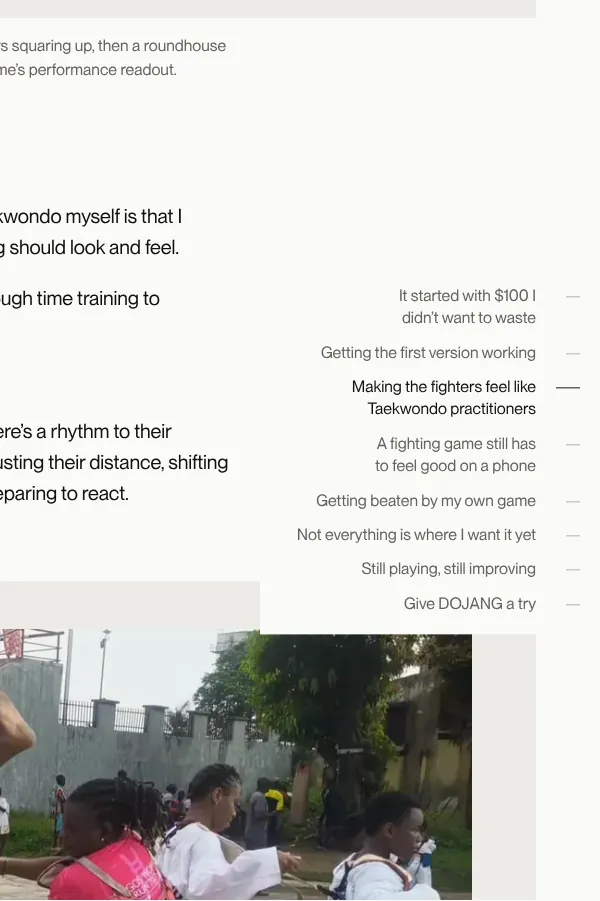 rs squaring up, then a roundhouse
me's performance readout.
kwondo myself is that I
g should look and feel.
ough time training to
ere's a rhythm to their
usting their distance, shifting
eparing to react.
It started with $100 I
didn't want to waste
Getting the first version working
Making the fighters feel like
Taekwondo practitioners
A fighting game still has
to feel good on a phone
Getting beaten by my own game
Not everything is where I want it yet
Still playing, still improving
Give DOJANG a try